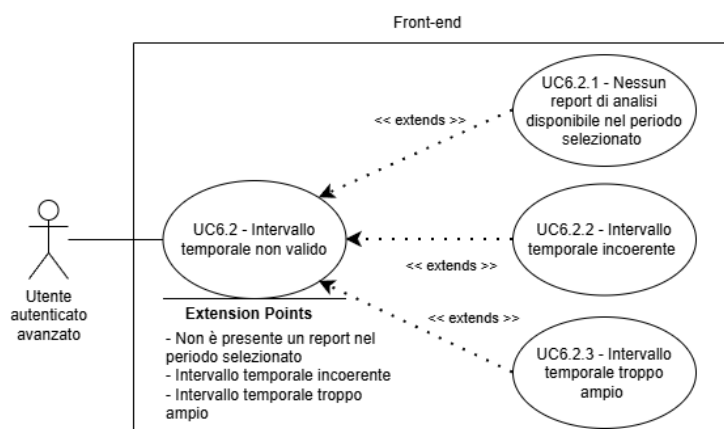 Front-end
UC6.2.1 - Nessun
report di analisi
disponibile nel periodo
selezionato
<< extends >>
UC6.2 - Intervallo
temporale non valido
UC6.2.2 - Intervallo
temporale incoerente
<< extends >>
Utente
autenticato
avanzato
Extension Points
- Non è presente un report nel
periodo selezionato
- Intervallo temporale incoerente
- Intervallo temporale troppo
ampio
<< extends >>
UC6.2.3 - Intervallo
temporale troppo
ampio